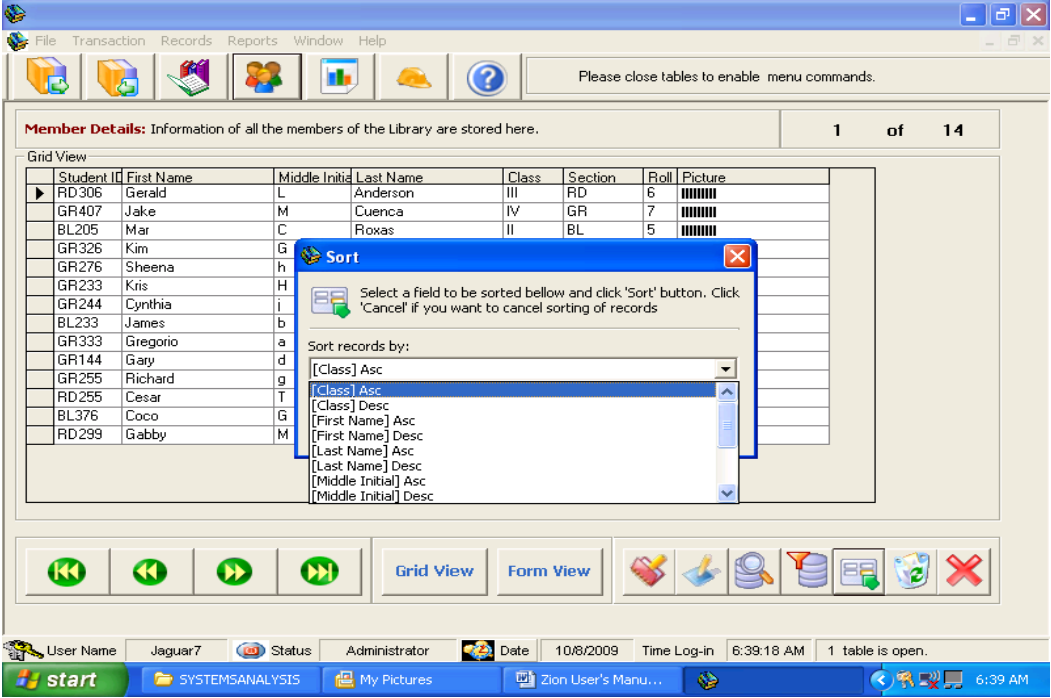 File Transaction Records Reports Window Help
Please close tables to enable menu commands.
Member Details: Information of all the members of the Library are stored here.
1 of 14
Grid View
Student ID First Name Middle Initial Last Name Class Section Roll Picture
RD306 Gerald L Anderson III RD 6
GR407 Jake M Cuenca IV GR 7
BL205 Mar C Roxas II BL 5
GR326 Kim G
GR276 Sheena h
GR233 Kris H
GR244 Cynthia i
BL233 James b
GR333 Gregorio a
GR144 Gary d
GR255 Richard g
RD255 Cesar T
BL376 Coco G
RD299 Gabby M
Sort
Select a field to be sorted bellow and click 'Sort' button. Click
'Cancel' if you want to cancel sorting of records
Sort records by:
[Class] Asc
[Class] Asc
[Class] Desc
[First Name] Asc
[First Name] Desc
[Last Name] Asc
[Last Name] Desc
[Middle Initial] Asc
[Middle Initial] Desc
Grid View Form View
User Name Jaguar7 Status Administrator Date 10/8/2009 Time Log-in 6:39:18 AM 1 table is open.
start SYSTEMSANALYSIS My Pictures Zion User's Manu... 6:39 AM